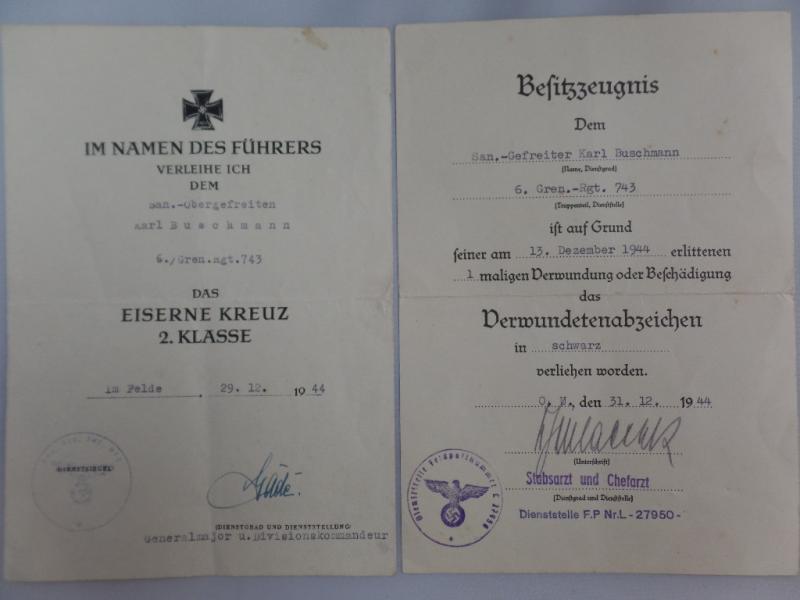 IM NAMEN DES FÜHRERS
VERLEIHE ICH
DEM
San.-Obergefreiten
Karl Buschmann
6./Gren.Rgt.743
DAS
EISERNE KREUZ
2. KLASSE
Im Felde, 29. 12. 1944
DIENSTSIEGEL
(DIENSTGRAD UND DIENSTSTELLUNG)
Generalmajor u. Divisionskommandeur
Besitzzeugnis
Dem
San.-Gefreiter Karl Buschmann
(Name, Dienstgrad)
6. Gren.-Rgt. 743
(Truppenteil, Dienststelle)
ist auf Grund
seiner am 13. Dezember 1944 erlittenen
1 maligen Verwundung oder Beschädigung
das
Verwundetenabzeichen
in schwarz
verliehen worden.
O. U., den 31. 12. 1944
(Unterschrift)
Stabsarzt und Chefarzt
(Dienstgrad und Dienststelle)
Dienststelle F.P Nr.L-27950-
Dienststelle Feldpostnummer L 27950